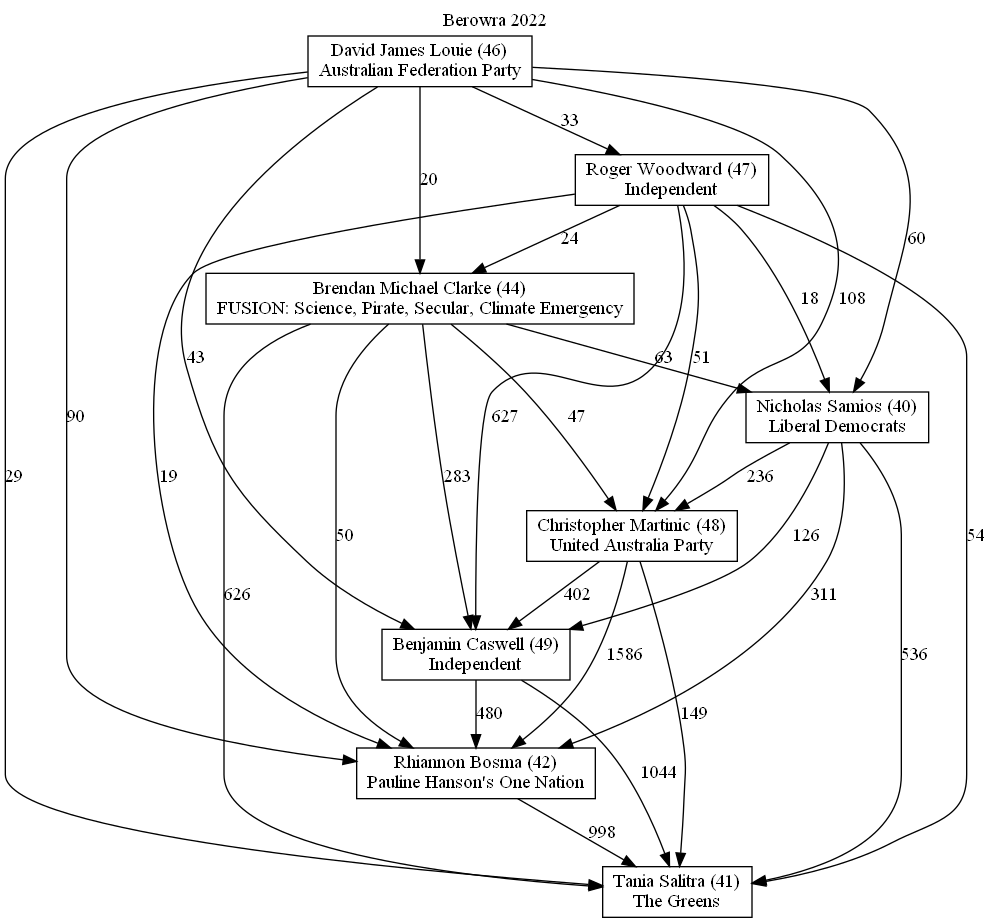 Berowra 2022
David James Louie (46)
Australian Federation Party
33
Roger Woodward (47)
Independent
20
24
60
Brendan Michael Clarke (44)
FUSION: Science, Pirate, Secular, Climate Emergency
18
108
43
63
51
Nicholas Samios (40)
Liberal Democrats
90
627
47
29
19
283
236
Christopher Martinic (48)
United Australia Party
50
126
54
626
402
311
Benjamin Caswell (49)
Independent
1586
536
480
149
Rhiannon Bosma (42)
Pauline Hanson's One Nation
1044
998
Tania Salitra (41)
The Greens